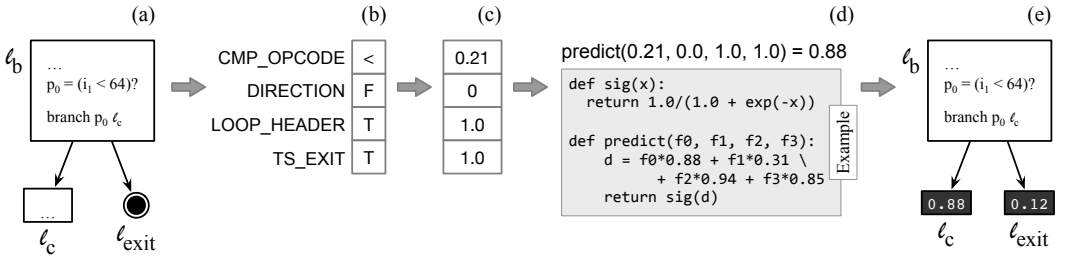 (a)
ℓb
...
p0 = (i1 < 64)?
branch p0 ℓc
...
ℓc
ℓexit
(b)
CMP_OPCODE <
DIRECTION F
LOOP_HEADER T
TS_EXIT T
(c)
0.21
0
1.0
1.0
(d)
predict(0.21, 0.0, 1.0, 1.0) = 0.88
def sig(x):
return 1.0/(1.0 + exp(-x))
def predict(f0, f1, f2, f3):
d = f0*0.88 + f1*0.31 \
+ f2*0.94 + f3*0.85
return sig(d)
Example
(e)
ℓb
...
p0 = (i1 < 64)?
branch p0 ℓc
0.88
0.12
ℓc
ℓexit